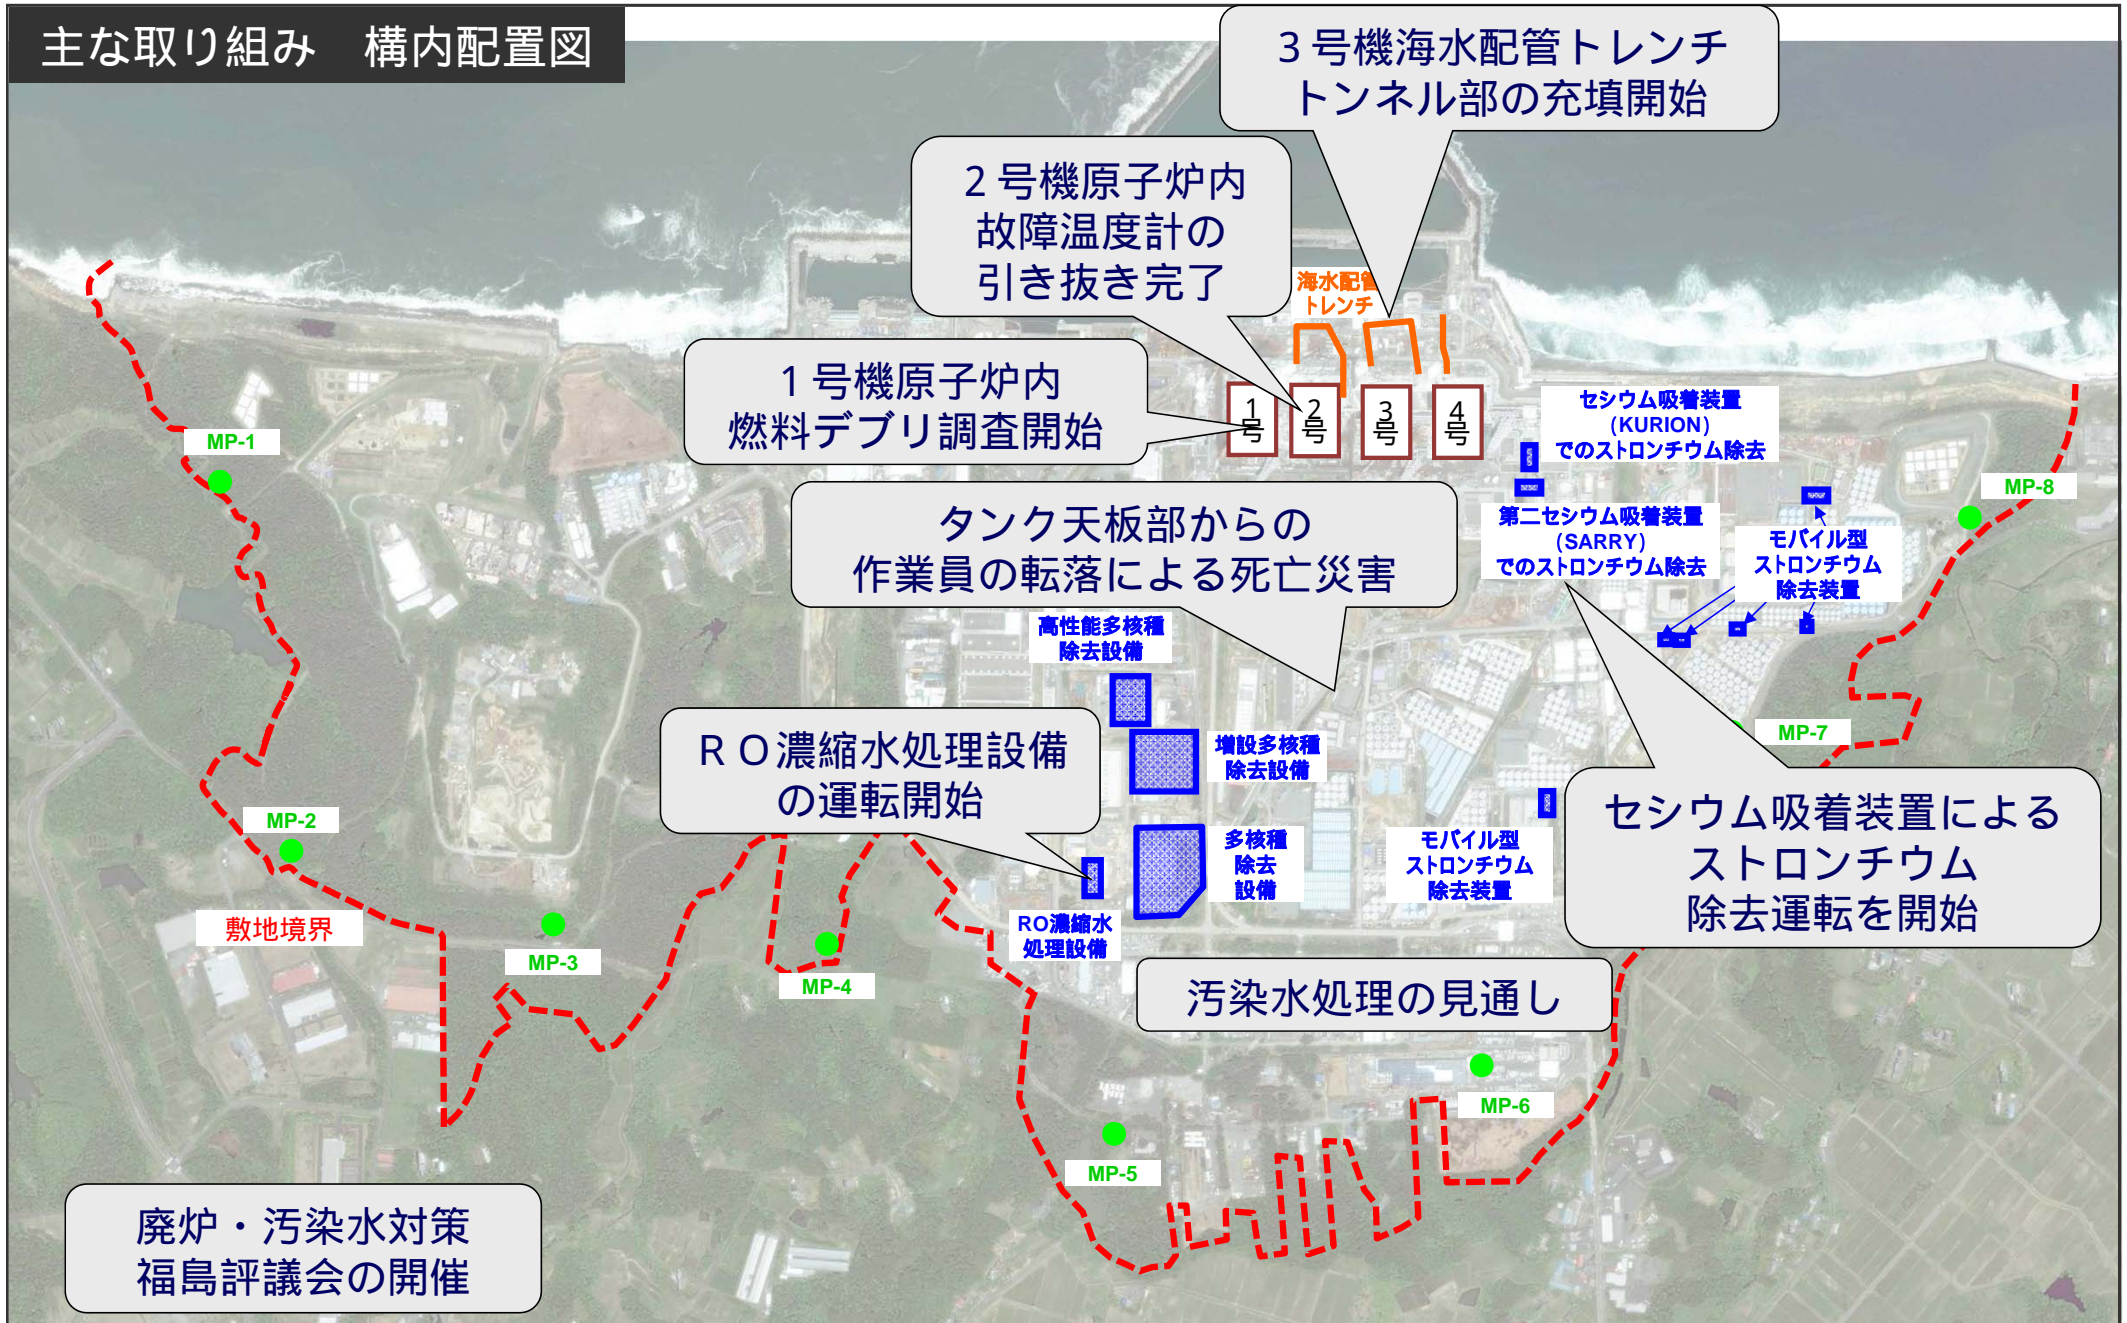 主な取り組み　構内配置図
３号機海水配管トレンチ
トンネル部の充填開始
２号機原子炉内
故障温度計の
引き抜き完了
海水配管
トレンチ
１号機原子炉内
燃料デブリ調査開始
1号
2号
3号
4号
セシウム吸着装置
(KURION)
でのストロンチウム除去
MP-1
MP-8
タンク天板部からの
作業員の転落による死亡災害
第二セシウム吸着装置
(SARRY)
でのストロンチウム除去
モバイル型
ストロンチウム
除去装置
高性能多核種
除去設備
ＲＯ濃縮水処理設備
の運転開始
増設多核種
除去設備
MP-7
セシウム吸着装置による
ストロンチウム
除去運転を開始
MP-2
多核種
除去
設備
モバイル型
ストロンチウム
除去装置
敷地境界
RO濃縮水
処理設備
MP-3
MP-4
汚染水処理の見通し
MP-6
MP-5
廃炉・汚染水対策
福島評議会の開催